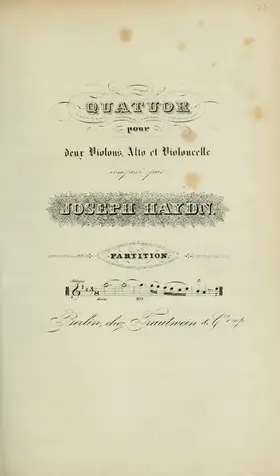 QUATUOR
pour
deux Violons, Alto et Violoncelle
composé par
JOSEPH HAYDN.
PARTITION.
Berlin, chez Trautwein & Comp.